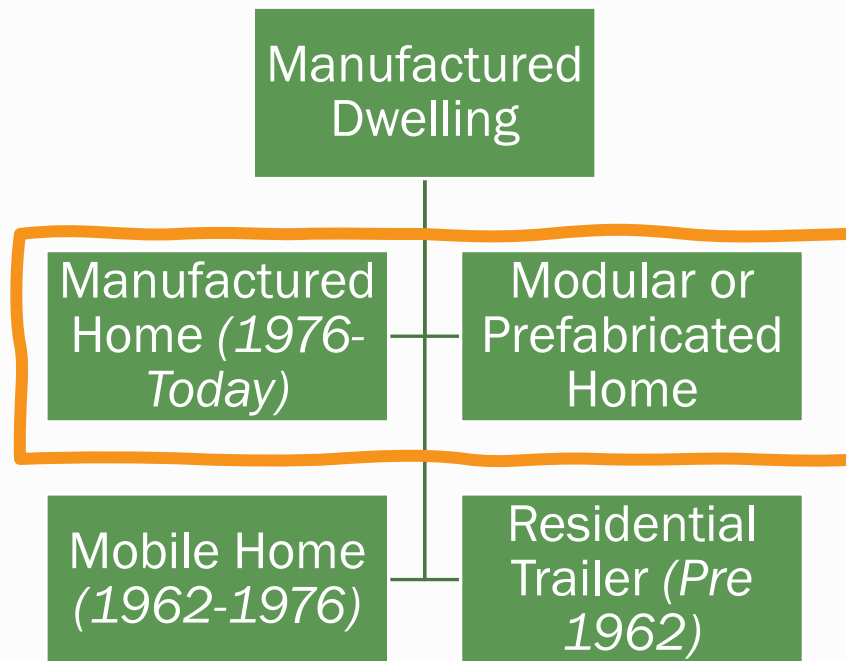 Manufactured
Dwelling
Manufactured
Home (1976-
Today)
Modular or
Prefabricated
Home
Mobile Home
(1962-1976)
Residential
Trailer (Pre
1962)